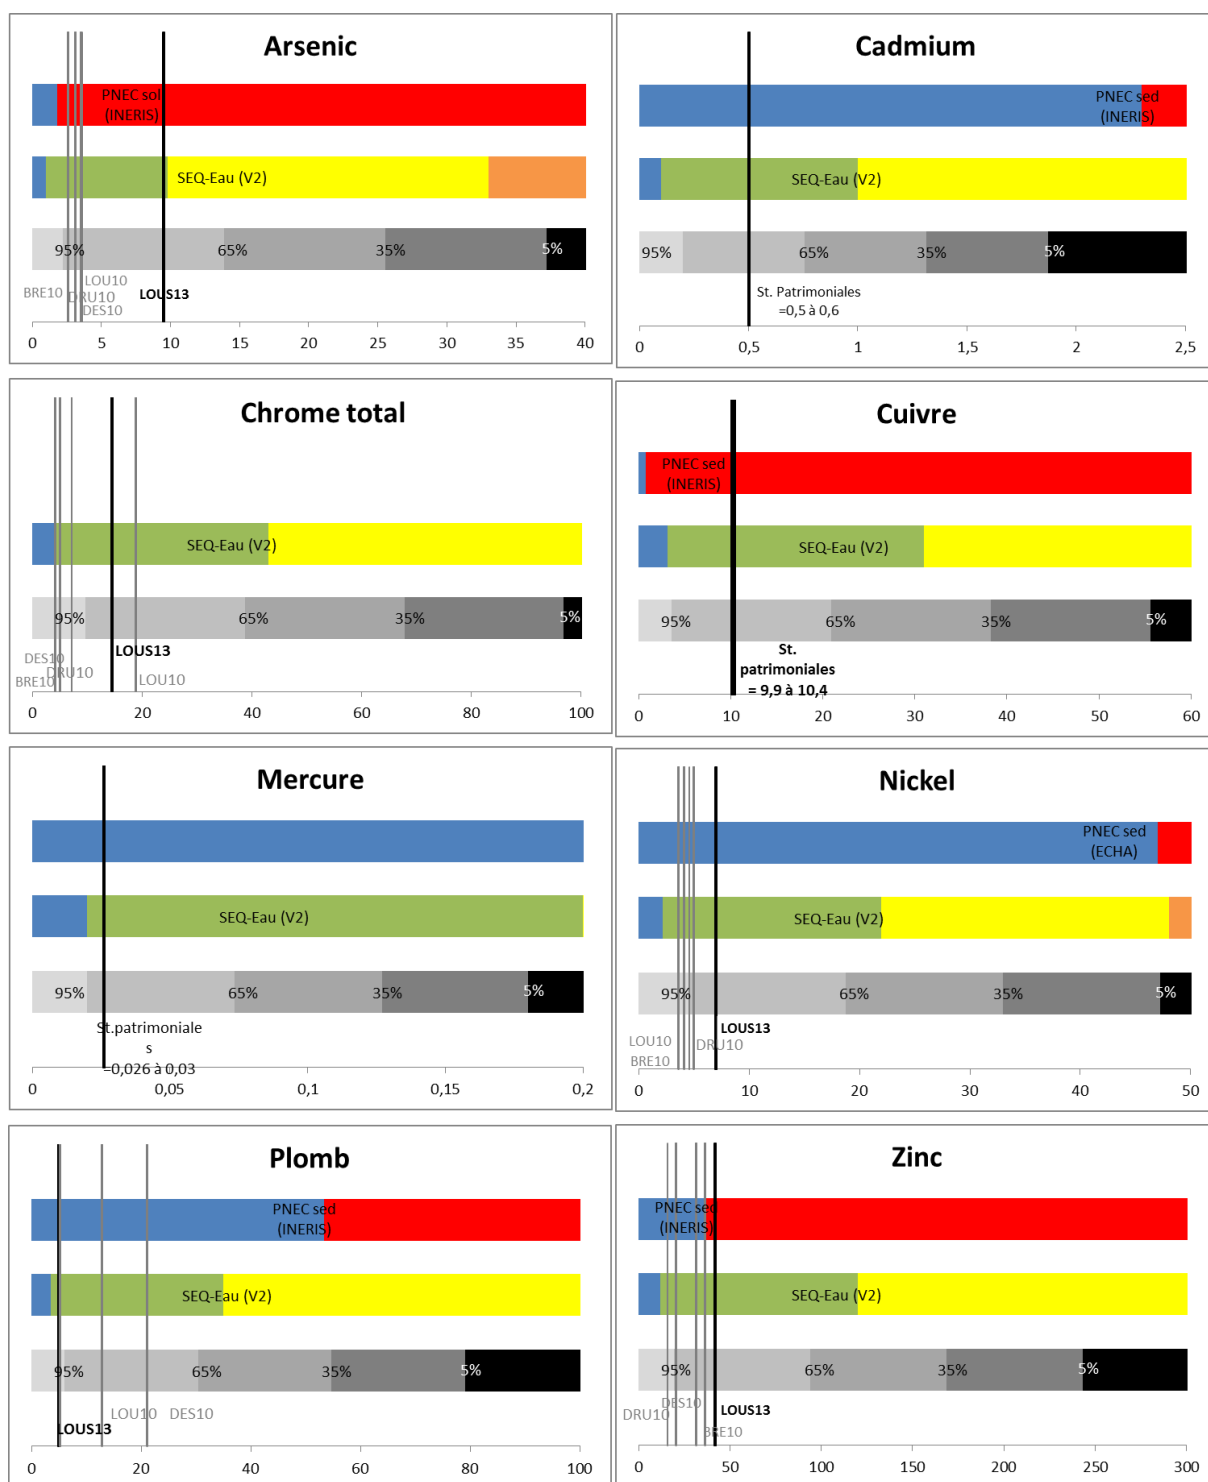 Arsenic
PNEC sol
(INERIS)
SEQ-Eau (V2)
95%
65%
35%
5%
LOU10
BRE10
DRU10
LOUS13
DES10
0
5
10
15
20
25
30
35
40
Cadmium
PNEC sed
(INERIS)
SEQ-Eau (V2)
95%
65%
35%
5%
St. Patrimoniales
=0,5 à 0,6
0
0,5
1
1,5
2
2,5
Chrome total
SEQ-Eau (V2)
95%
65%
35%
5%
LOUS13
DES10
DRU10
BRE10
LOU10
0
20
40
60
80
100
Cuivre
PNEC sed
(INERIS)
SEQ-Eau (V2)
95%
65%
35%
5%
St.
patrimoniales
= 9,9 à 10,4
0
10
20
30
40
50
60
Mercure
SEQ-Eau (V2)
95%
65%
35%
5%
St.patrimoniale
s
=0,026 à 0,03
0
0,05
0,1
0,15
0,2
Nickel
PNEC sed
(ECHA)
SEQ-Eau (V2)
95%
65%
35%
5%
LOUS13
LOU10
DRU10
BRE10
0
10
20
30
40
50
Plomb
PNEC sed
(INERIS)
SEQ-Eau (V2)
95%
65%
35%
5%
LOU10
DES10
LOUS13
0
20
40
60
80
100
Zinc
PNEC sed
(INERIS)
SEQ-Eau (V2)
95%
65%
35%
5%
DES10
DRU10
LOUS13
BRE10
0
50
100
150
200
250
300